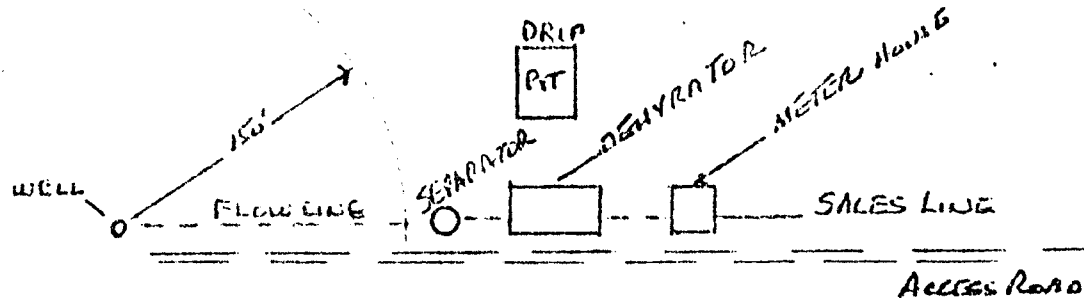 DRIP
PIT
METER HOUSE
DEHYRATOR
150'
SEPARATOR
WELL
FLOW LINE
SALES LINE
ACCESS ROAD